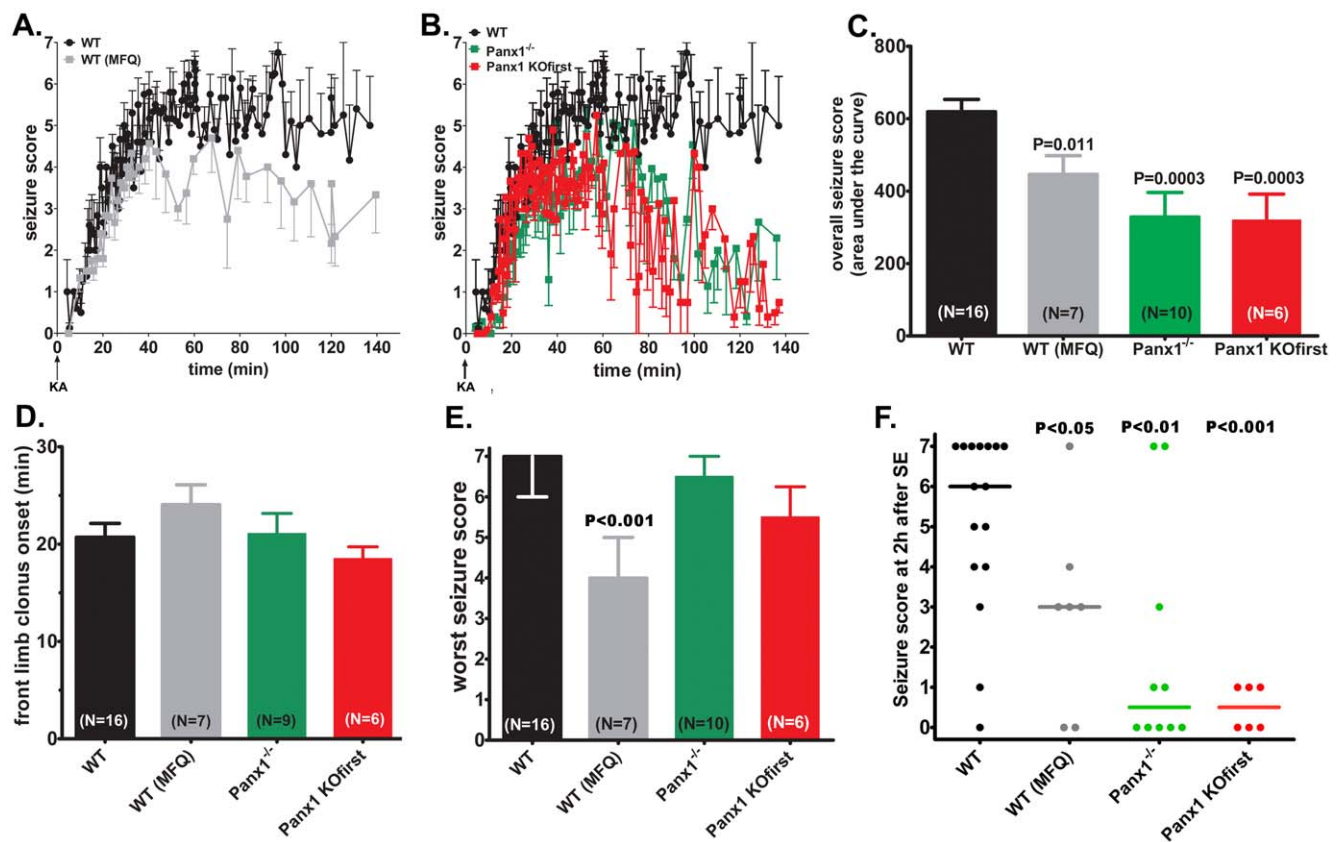 A.
WT
WT (MFQ)
seizure score
7
6
5
4
3
2
1
0
0 20 40 60 80 100 120 140
time (min)
KA
B.
WT
Panx1-/-
Panx1 KOfirst
seizure score
7
6
5
4
3
2
1
0
0 20 40 60 80 100 120 140
time (min)
KA
C.
overall seizure score
(area under the curve)
800
600
400
200
0
P=0.011
P=0.0003 P=0.0003
(N=16) (N=7) (N=10) (N=6)
WT WT (MFQ) Panx1-/- Panx1 KOfirst
D.
front limb clonus onset (min)
30
20
10
0
(N=16) (N=7) (N=9) (N=6)
WT
WT (MFQ)
Panx1-/-
Panx1 KOfirst
E.
worst seizure score
7
6
5
4
3
2
1
0
P<0.001
(N=16) (N=7) (N=10) (N=6)
WT
WT (MFQ)
Panx1-/-
Panx1 KOfirst
F.
Seizure score at 2h after SE
P<0.05 P<0.01 P<0.001
7
6
5
4
3
2
1
0
WT
WT (MFQ)
Panx1-/-
Panx1 KOfirst